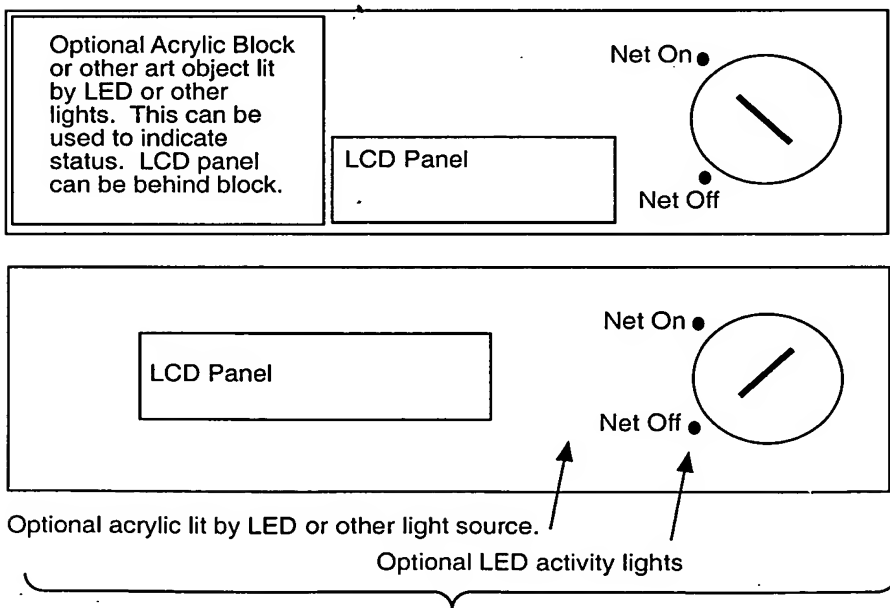 Optional Acrylic Block
or other art object lit
by LED or other
lights. This can be
used to indicate
status. LCD panel
can be behind block.
LCD Panel
Net On
Net Off
LCD Panel
Net On
Net Off
Optional acrylic lit by LED or other light source.
Optional LED activity lights